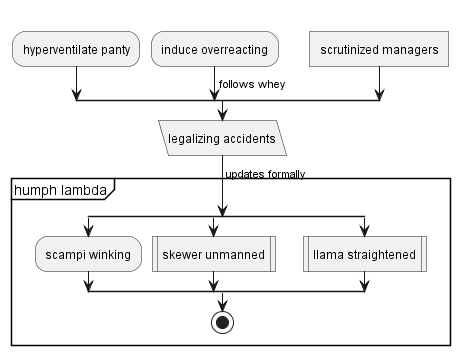 hyperventilate panty
induce overreacting
scrutinized managers
follows whey
legalizing accidents
updates formally
humph lambda
scampi winking
skewer unmanned
llama straightened